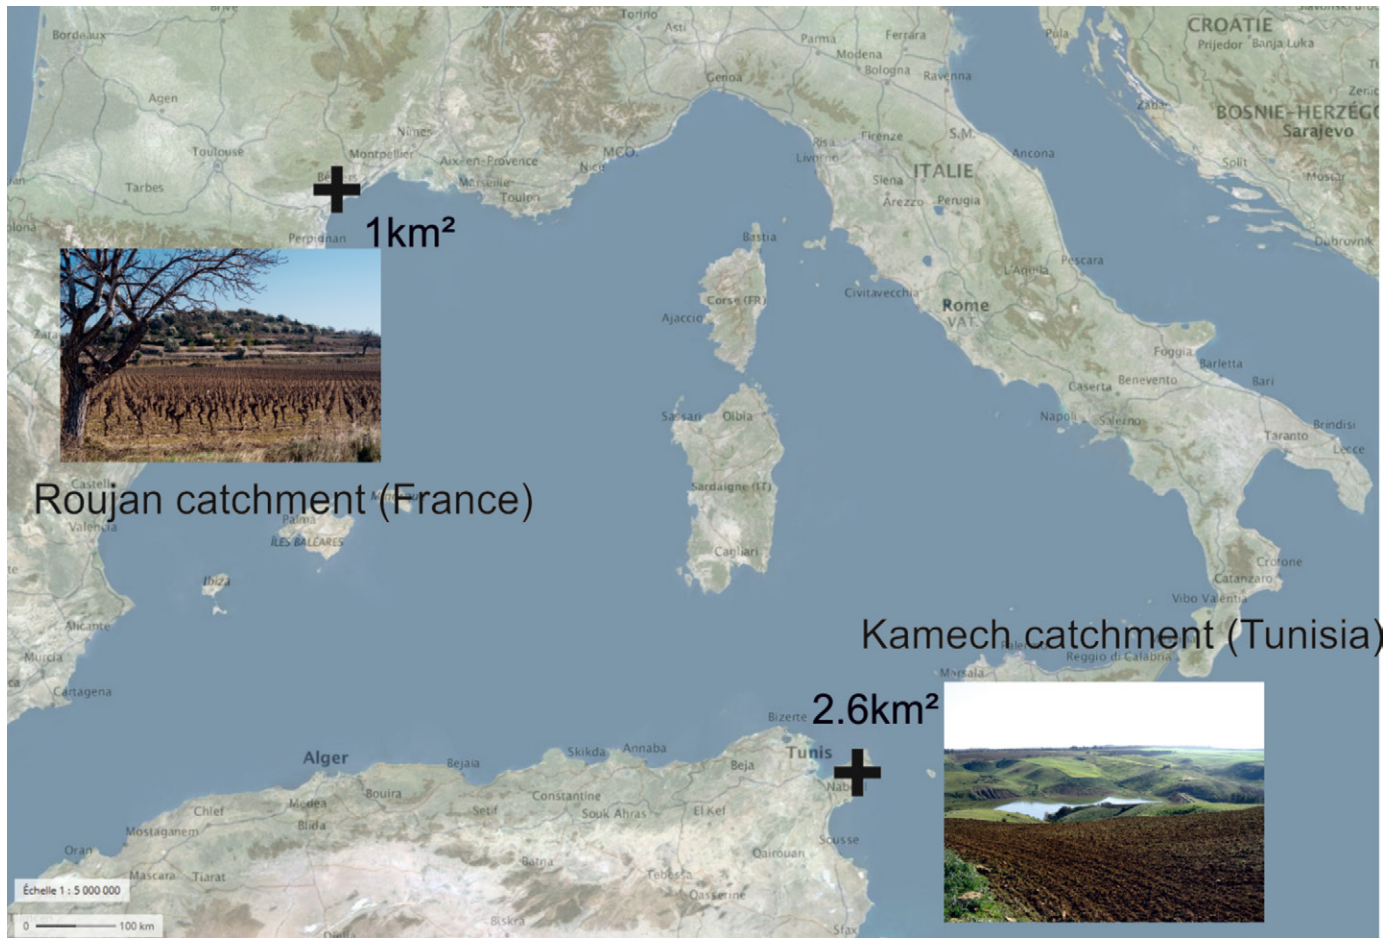 Bordeaux
Agen
Toulouse
Tarbes
Nîmes
Montpellier
Aix-en-Provence
Marseille
Toulon
Nice
MCO.
Perpignan
1km²
Torino
Asti
Parma
Modena
Bologna
Ferrara
Ravenna
Genoa
Pula
CROATIE
Prijedor
Banja Luka
BOSNIE-HERZÉGO
Sarajevo
Mostar
Dubrovnik
Firenze
S.M.
Livorno
Siena
ITALIE
Arezzo
Perugia
Ancona
Bastia
Corse (FR)
Ajaccio
Civitavecchia
L'Aquila
Pescara
Rome
VAT.
Foggia
Barletta
Bari
Caserta
Benevento
Napoli
Salerno
Taranto
Brindisi
Lecce
Sassari
Olbia
Sardaigne (IT)
Cagliari
Roujan catchment (France)
Valencia
Palma
ÎLES BALÉARES
Ibiza
Alicante
Murcia
Cartagena
Crotone
Catanzaro
Vibo Valentia
Kamech catchment (Tunisia)
Reggio di Calabria
Marsala
2.6km²
Bizerte
Tunis
Alger
Bejaia
Skikda
Annaba
Beja
Bouira
Constantine
Medea
Chlef
Setif
Souk Ahras
El Kef
Blida
Mostaganem
Oran
Mascara
Tiarat
Batna
Tebessa
Qairouan
Sousse
Qasserine
Biskra
Sfax
Échelle 1 : 5 000 000
0
100 km